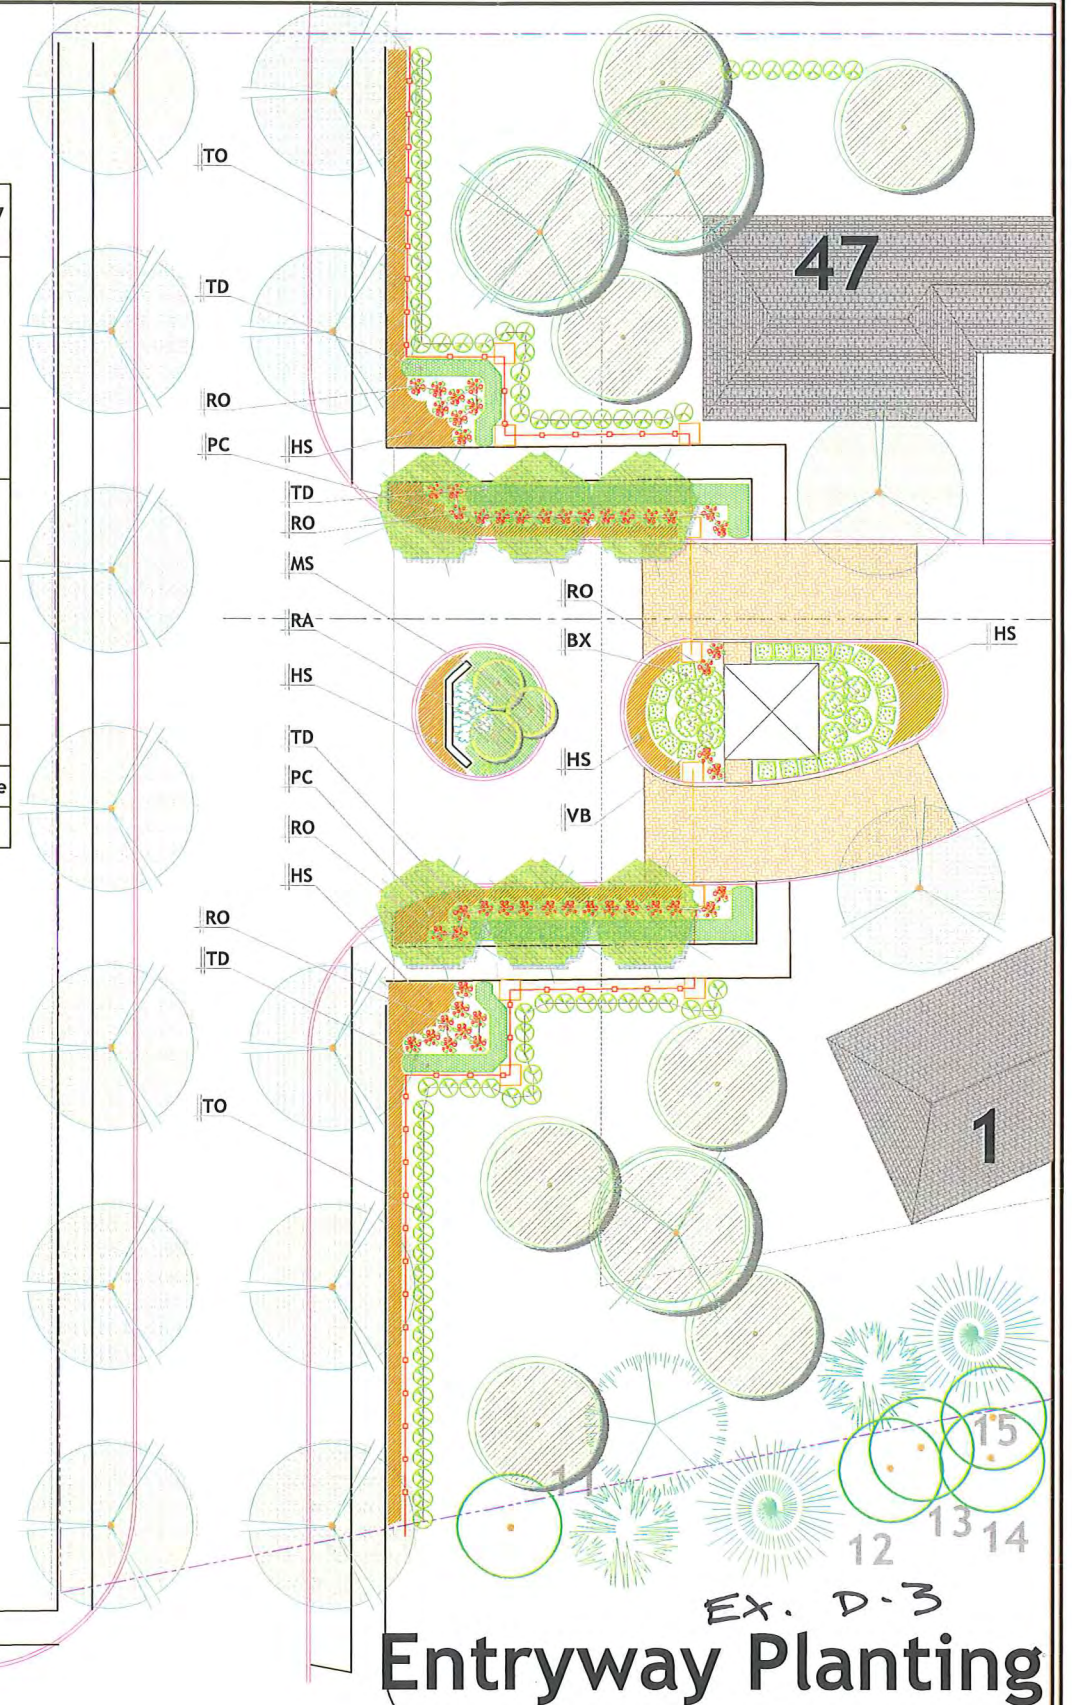 TO
47
TD
RO
PC
HS
TD
RO
MS
RO
RA
HS
BX
HS
TD
HS
PC
VB
RO
HS
RO
TD
TO
1
15
11
13
14
12
EX. D-3
Entryway Planting